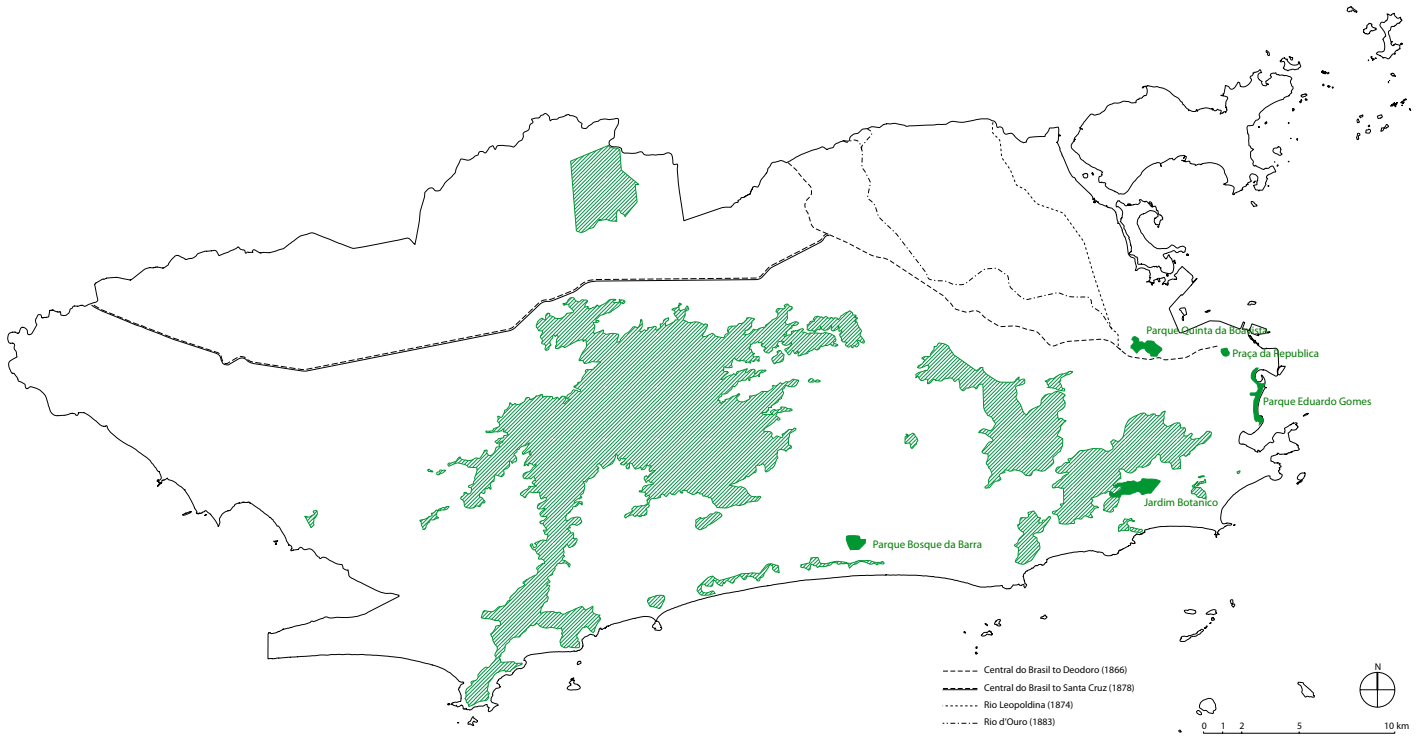 Parque Quinta da Boavista
Praça da Republica
Parque Eduardo Gomes
Jardim Botanico
Parque Bosque da Barra
Central do Brasil to Deodoro (1866)
Central do Brasil to Santa Cruz (1878)
Rio Leopoldina (1874)
Rio d'Ouro (1883)
N
0 1 2 5 10 km